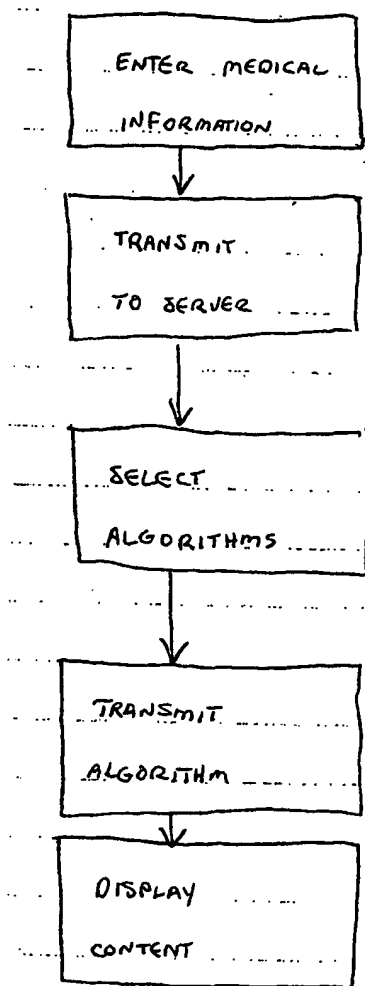 ENTER MEDICAL
INFORMATION
TRANSMIT
TO SERVER
SELECT
ALGORITHMS
TRANSMIT
ALGORITHM
DISPLAY
CONTENT